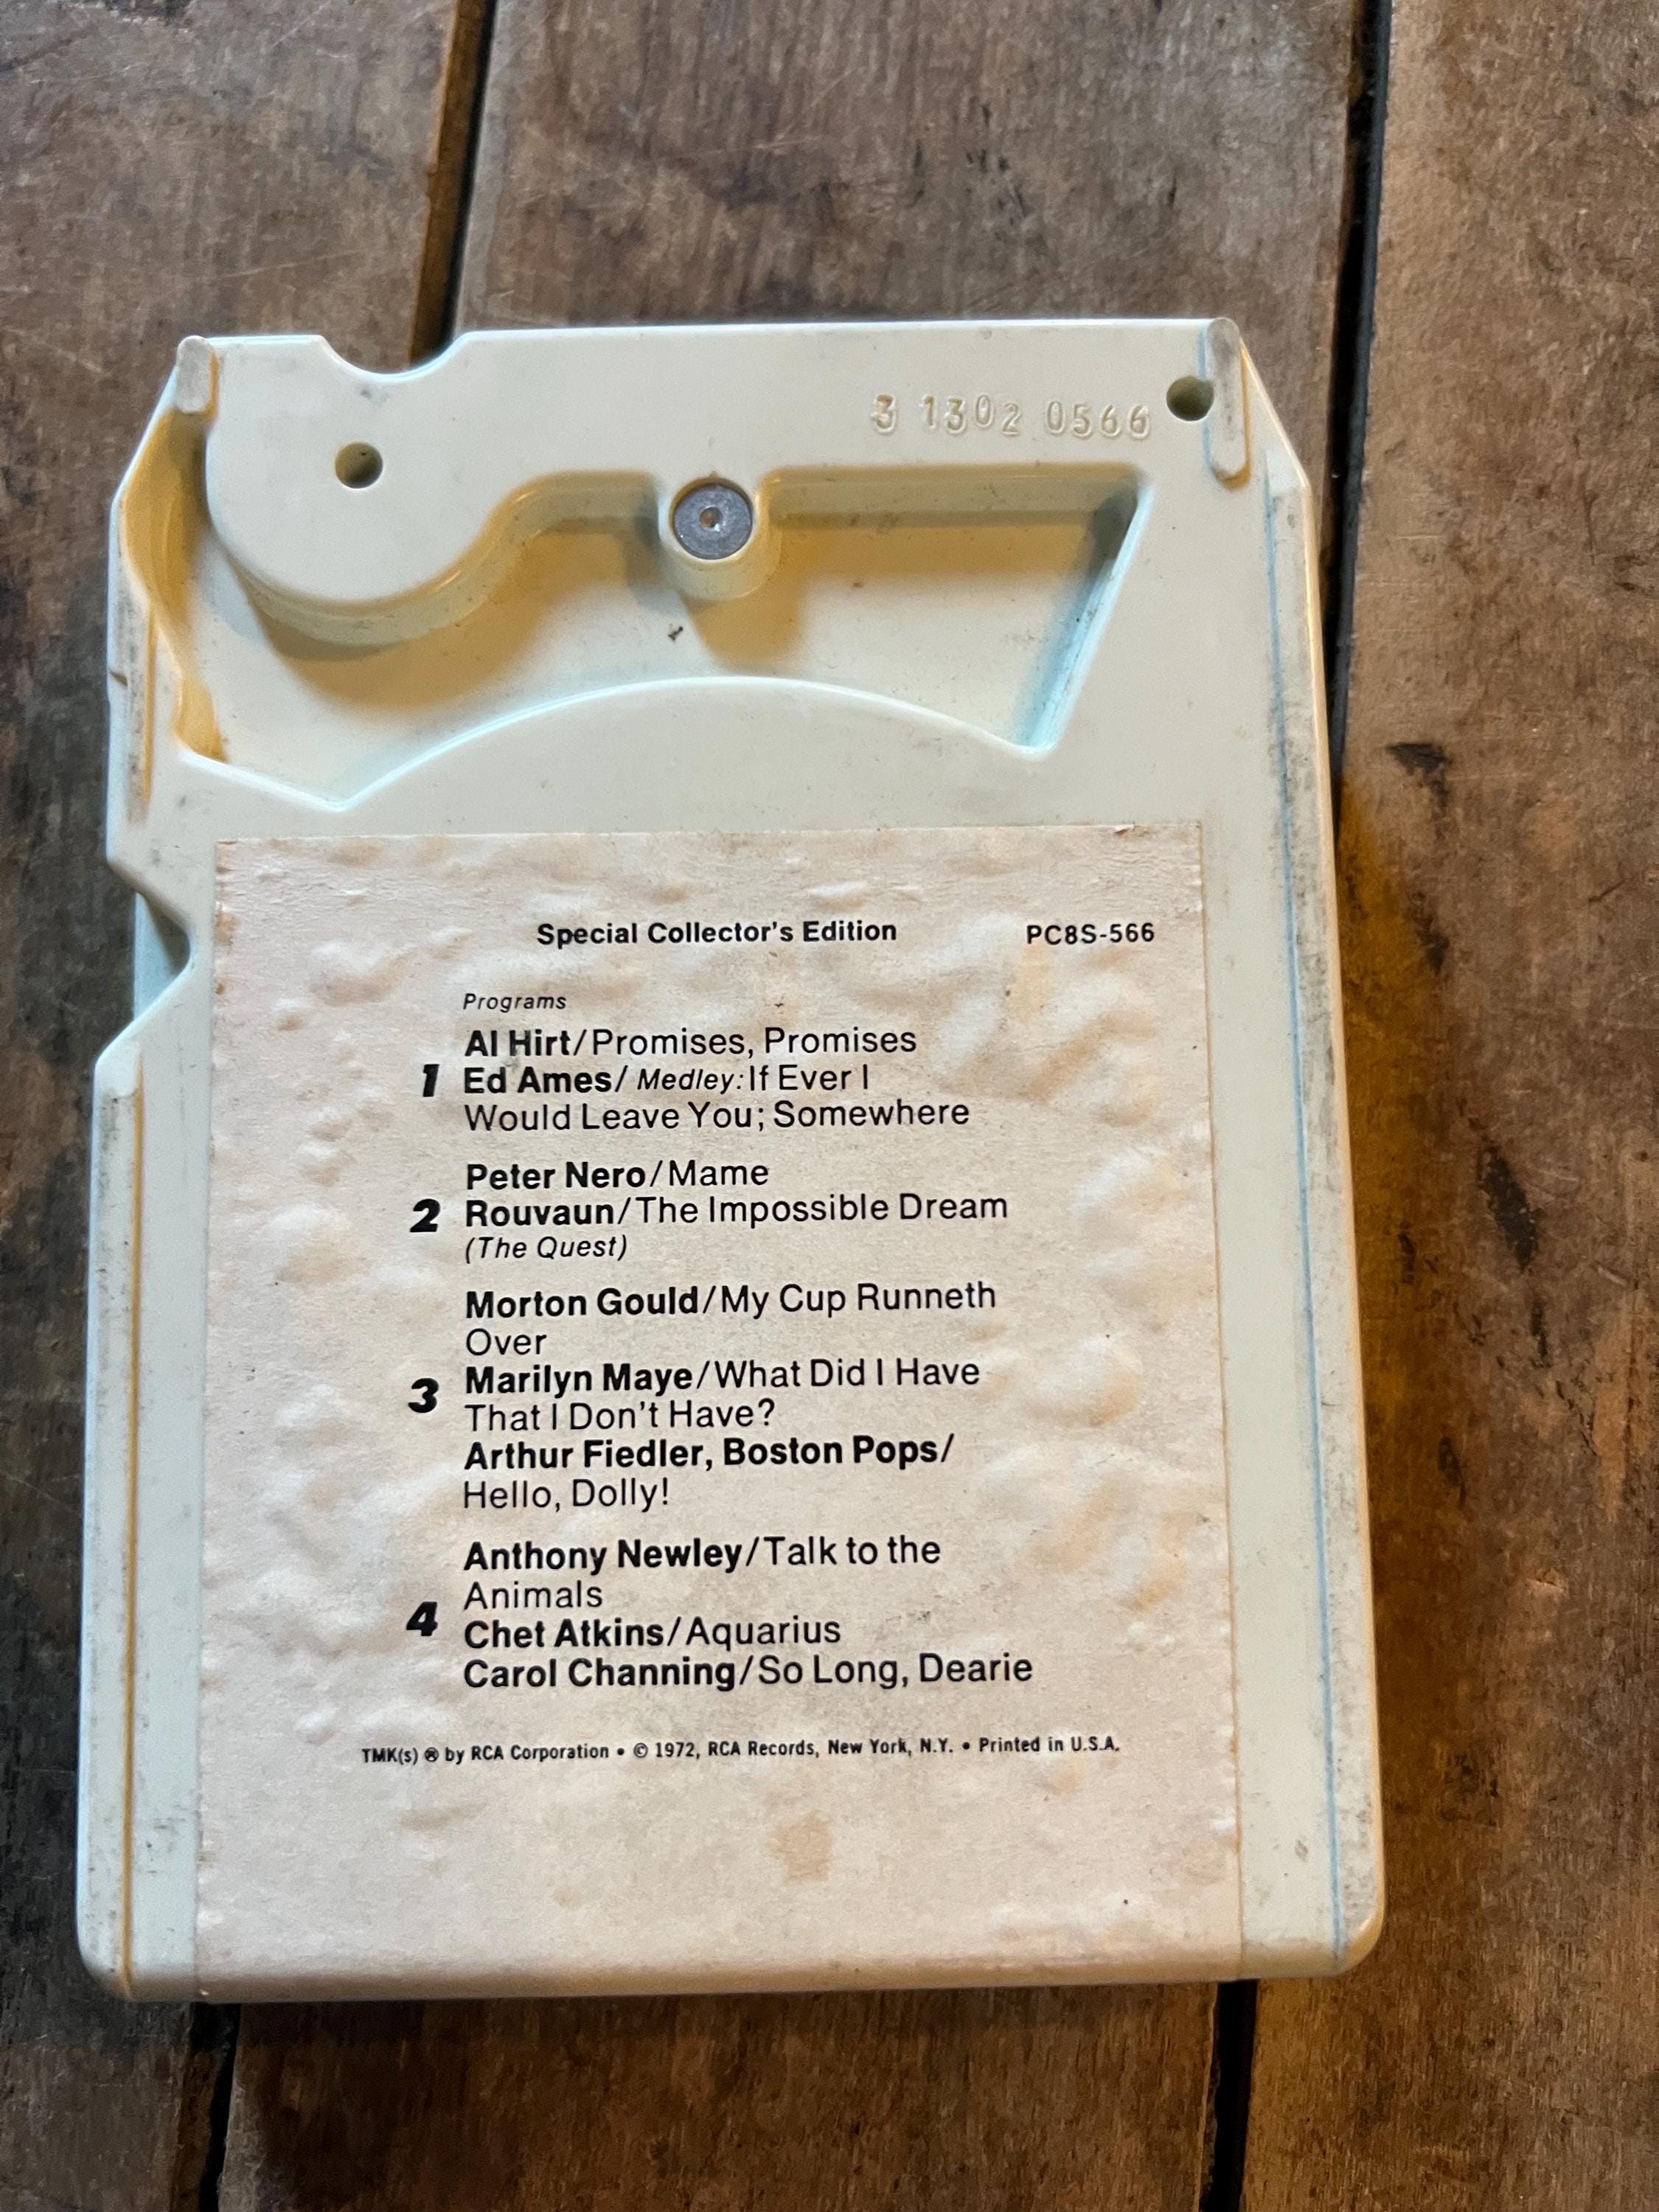 3 1302 0566
Special Collector's Edition PC8S-566
Programs
Al Hirt/Promises, Promises
1 Ed Ames/ Medley: If Ever I
Would Leave You; Somewhere
Peter Nero/Mame
2 Rouvaun/The Impossible Dream
(The Quest)
Morton Gould/My Cup Runneth
Over
3 Marilyn Maye/What Did I Have
That I Don't Have?
Arthur Fiedler, Boston Pops/
Hello, Dolly!
Anthony Newley/Talk to the
Animals
4 Chet Atkins/Aquarius
Carol Channing/So Long, Dearie
TMK(s) ® by RCA Corporation • © 1972, RCA Records, New York, N.Y. • Printed in U.S.A.